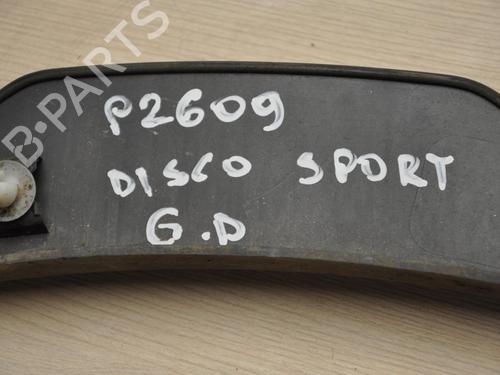 B-PARTS
P2609
DISCO SPORT
G.D